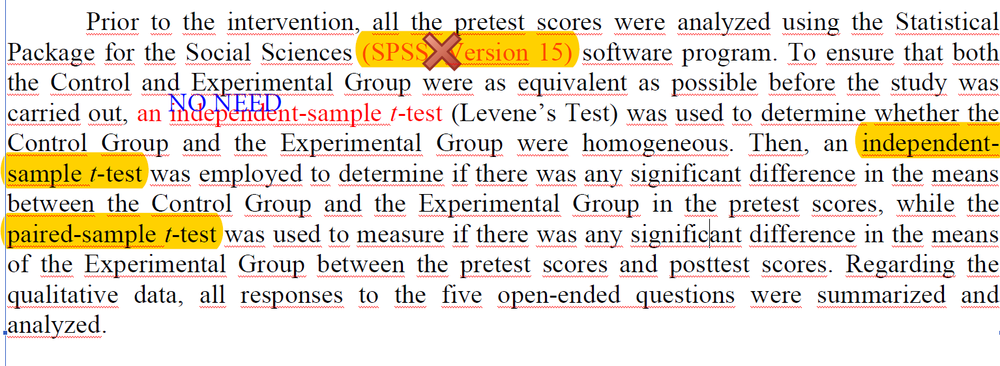 Prior to the intervention, all the pretest scores were analyzed using the Statistical
Package for the Social Sciences (SPSS Version 15) software program. To ensure that both
the Control and Experimental Group were as equivalent as possible before the study was
NO NEED
carried out, an independent-sample t-test (Levene’s Test) was used to determine whether the
Control Group and the Experimental Group were homogeneous. Then, an independent-
sample t-test was employed to determine if there was any significant difference in the means
between the Control Group and the Experimental Group in the pretest scores, while the
paired-sample t-test was used to measure if there was any significant difference in the means
of the Experimental Group between the pretest scores and posttest scores. Regarding the
qualitative data, all responses to the five open-ended questions were summarized and
analyzed.